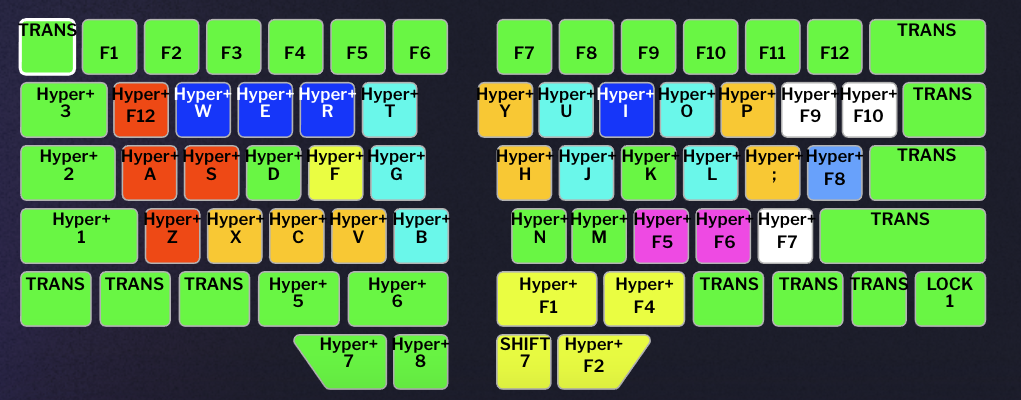 TRANS F1 F2 F3 F4 F5 F6 F7 F8 F9 F10 F11 F12 TRANS
Hyper+ Hyper+ Hyper+ Hyper+ Hyper+ Hyper+ Hyper+ Hyper+ Hyper+ Hyper+ Hyper+ Hyper+ Hyper+ TRANS
3 F12 W E R T Y U I O P F9 F10
Hyper+ Hyper+ Hyper+ Hyper+ Hyper+ Hyper+ Hyper+ Hyper+ Hyper+ Hyper+ Hyper+ Hyper+ TRANS
2 A S D F G H J K L ; F8
Hyper+ Hyper+ Hyper+ Hyper+ Hyper+ Hyper+ Hyper+ Hyper+ Hyper+ Hyper+ Hyper+ TRANS
1 Z X C V B N M F5 F6 F7
TRANS TRANS TRANS Hyper+ Hyper+ Hyper+ Hyper+ TRANS TRANS TRANS LOCK
5 6 F1 F4 1
Hyper+ Hyper+ SHIFT Hyper+
7 8 7 F2